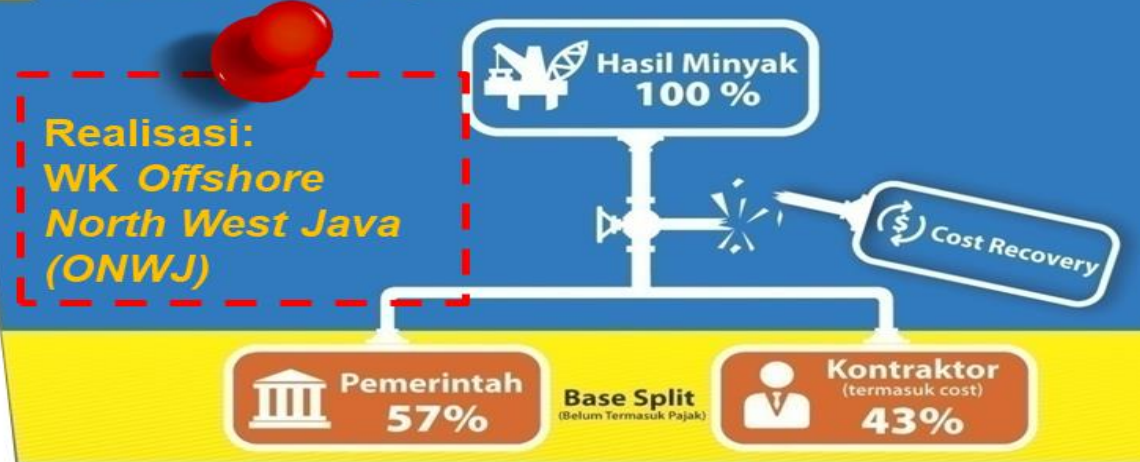 Realisasi:
WK Offshore
North West Java
(ONWJ)
Hasil Minyak
100 %
$
Cost Recovery
Pemerintah
57%
Base Split
(Belum Termasuk Pajak)
Kontraktor
(termasuk cost)
43%